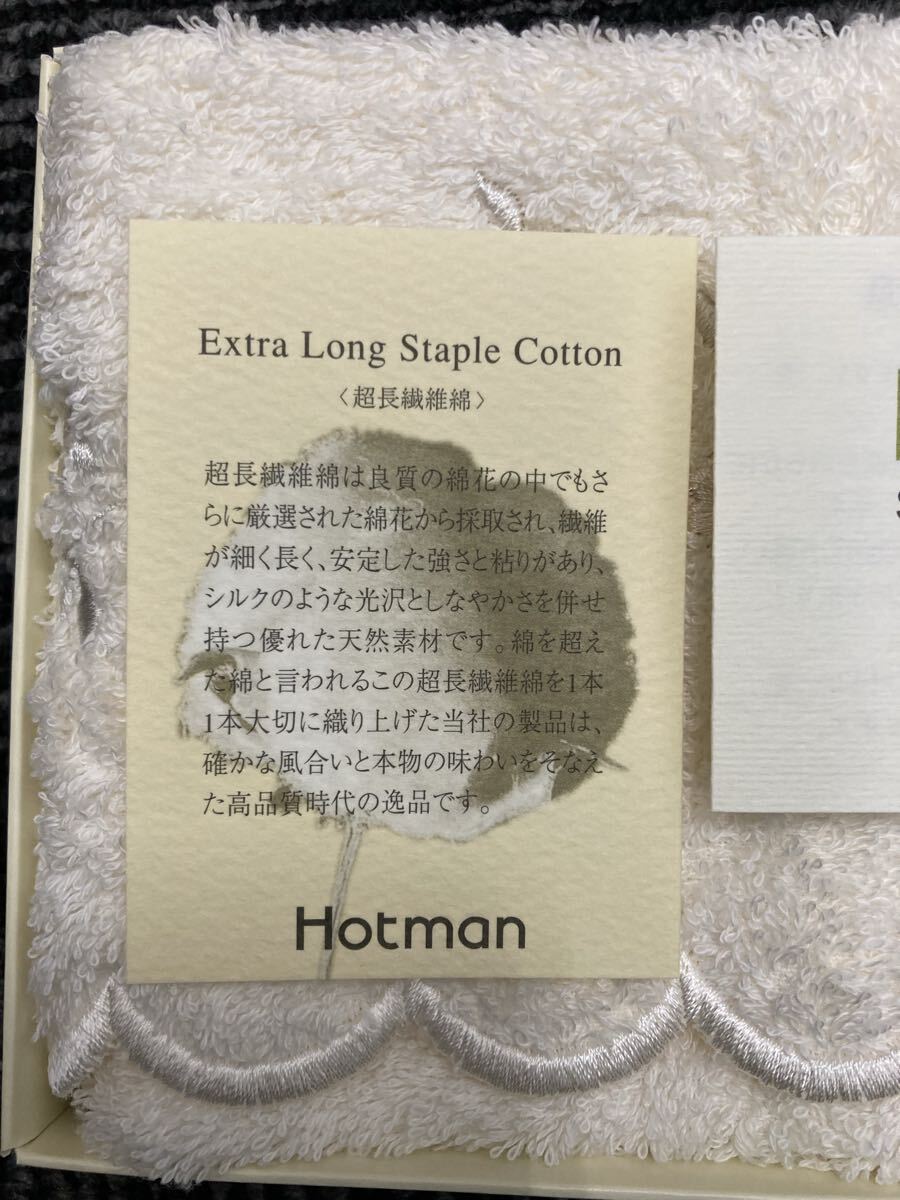 Extra Long Staple Cotton
〈超長繊維綿〉
超長繊維綿は良質の綿花の中でもさ
らに厳選された綿花から採取され、繊維
が細く長く、安定した強さと粘りがあり、
シルクのような光沢としなやかさを併せ
持つ優れた天然素材です。綿を超え
た綿と言われるこの超長繊維綿を1本
1本大切に織り上げた当社の製品は、
確かな風合いと本物の味わいをそなえ
た高品質時代の逸品です。
Hotman